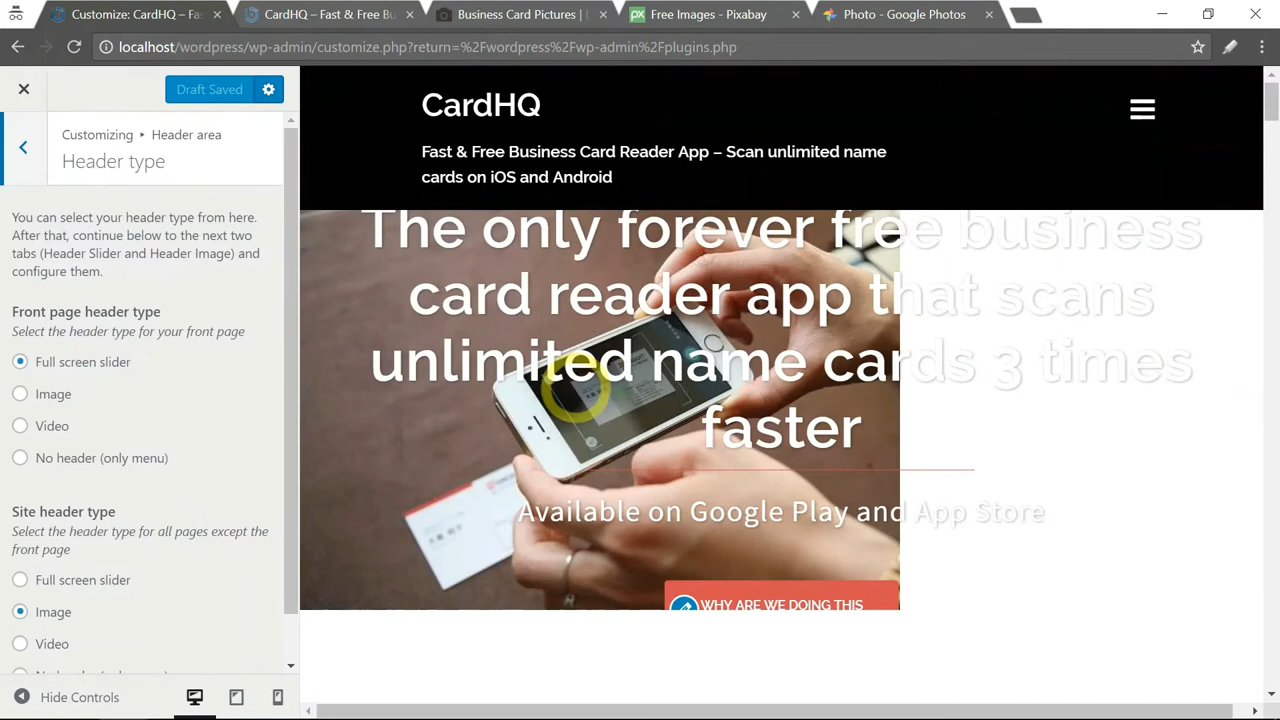 Customize: CardHQ – Fas
CardHQ – Fast & Free Bu
Business Card Pictures |
Free Images - Pixabay
Photo - Google Photos
localhost/wordpress/wp-admin/customize.php?return=%2Fwordpress%2Fwp-admin%2Fplugins.php
Draft Saved
Customizing ▸ Header area
Header type
You can select your header type from here.
After that, continue below to the next two
tabs (Header Slider and Header Image) and
configure them.
Front page header type
Select the header type for your front page
Full screen slider
Image
Video
No header (only menu)
Site header type
Select the header type for all pages except the
front page
Full screen slider
Image
Video
Hide Controls
CardHQ
Fast & Free Business Card Reader App – Scan unlimited name
cards on iOS and Android
The only forever free business
card reader app that scans
unlimited name cards 3 times
faster
Available on Google Play and App Store
WHY ARE WE DOING THIS